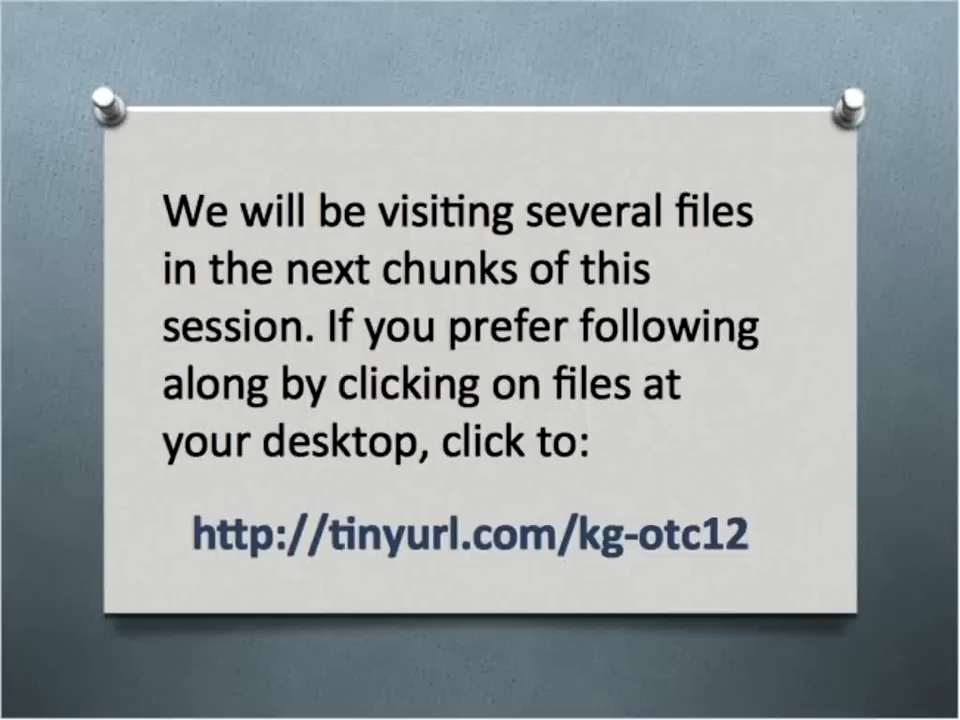 We will be visiting several files
in the next chunks of this
session. If you prefer following
along by clicking on files at
your desktop, click to:
http://tinyurl.com/kg-otc12